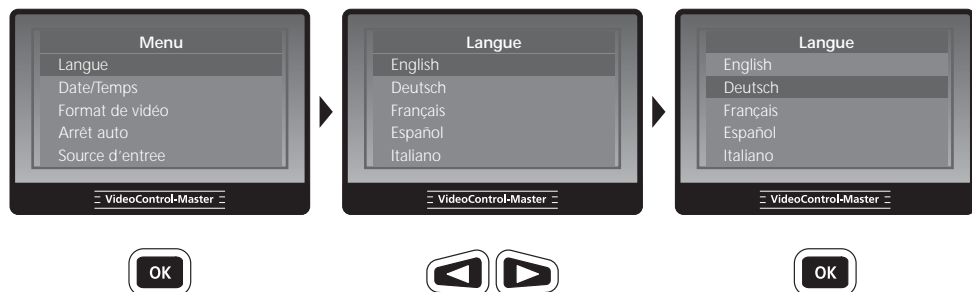 Menu
Langue
Date/Temps
Format de vidéo
Arrêt auto
Source d'entree
VideoControl-Master
OK
Langue
English
Deutsch
Français
Español
Italiano
VideoControl-Master
Langue
English
Deutsch
Français
Español
Italiano
VideoControl-Master
OK